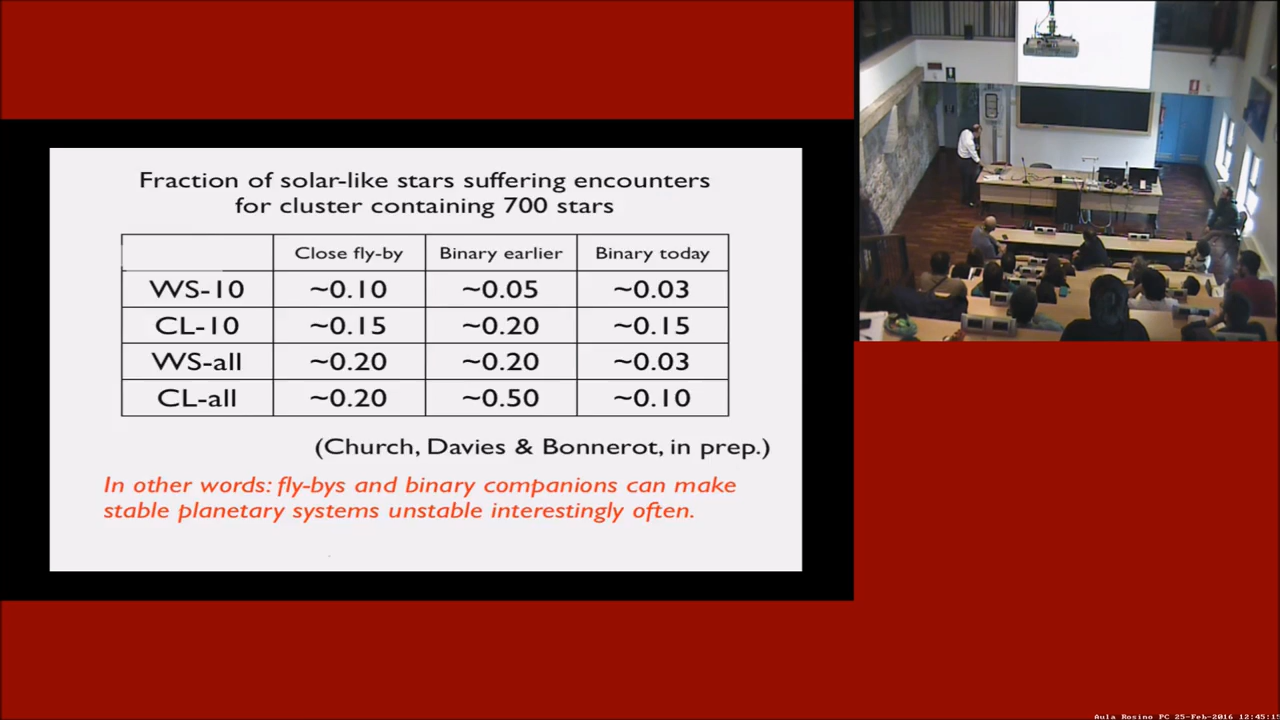 Fraction of solar-like stars suffering encounters
for cluster containing 700 stars
Close fly-by Binary earlier Binary today
WS-10 ~0.10 ~0.05 ~0.03
CL-10 ~0.15 ~0.20 ~0.15
WS-all ~0.20 ~0.20 ~0.03
CL-all ~0.20 ~0.50 ~0.10
(Church, Davies & Bonnerot, in prep.)
In other words: fly-bys and binary companions can make
stable planetary systems unstable interestingly often.
Aula Rosino PC 25-Feb-2016 12:45:1